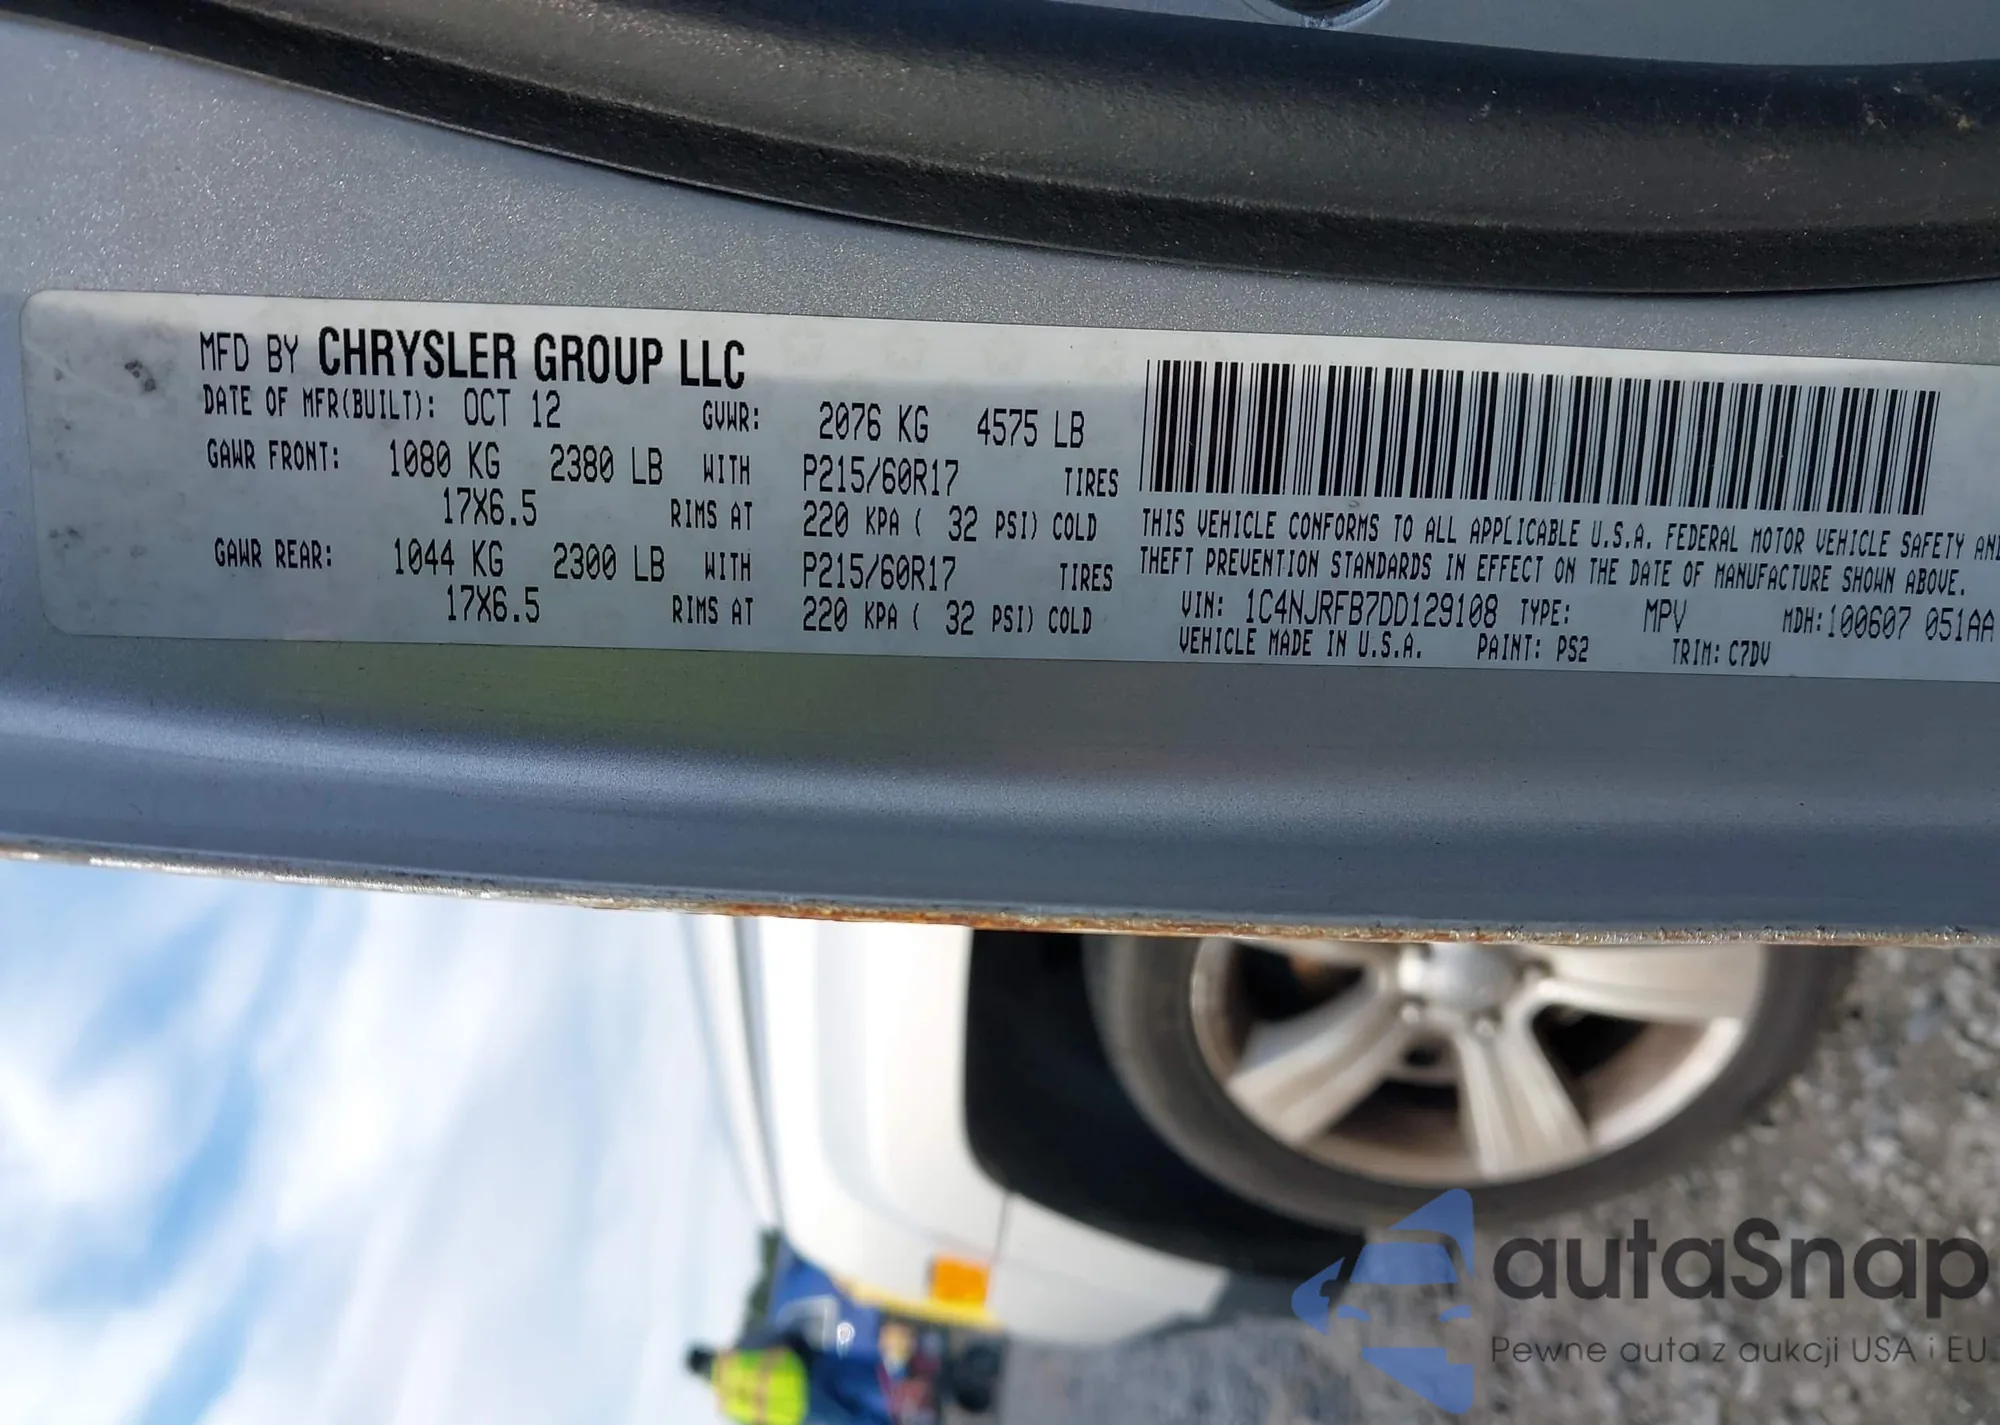 MFD BY CHRYSLER GROUP LLC
DATE OF MFR(BUILT): OCT 12 GVWR: 2076 KG 4575 LB
GAWR FRONT: 1080 KG 2380 LB WITH P215/60R17 TIRES
17X6.5 RIMS AT 220 KPA ( 32 PSI) COLD
GAWR REAR: 1044 KG 2300 LB WITH P215/60R17 TIRES
17X6.5 RIMS AT 220 KPA ( 32 PSI) COLD
THIS VEHICLE CONFORMS TO ALL APPLICABLE U.S.A. FEDERAL MOTOR VEHICLE SAFETY AND
THEFT PREVENTION STANDARDS IN EFFECT ON THE DATE OF MANUFACTURE SHOWN ABOVE.
VIN: 1C4NJRFB7DD129108 TYPE: MPV MDH:100607 051AA
VEHICLE MADE IN U.S.A. PAINT: PS2 TRIM: C7DV
autaSnap
Pewne auta z aukcji USA i EU